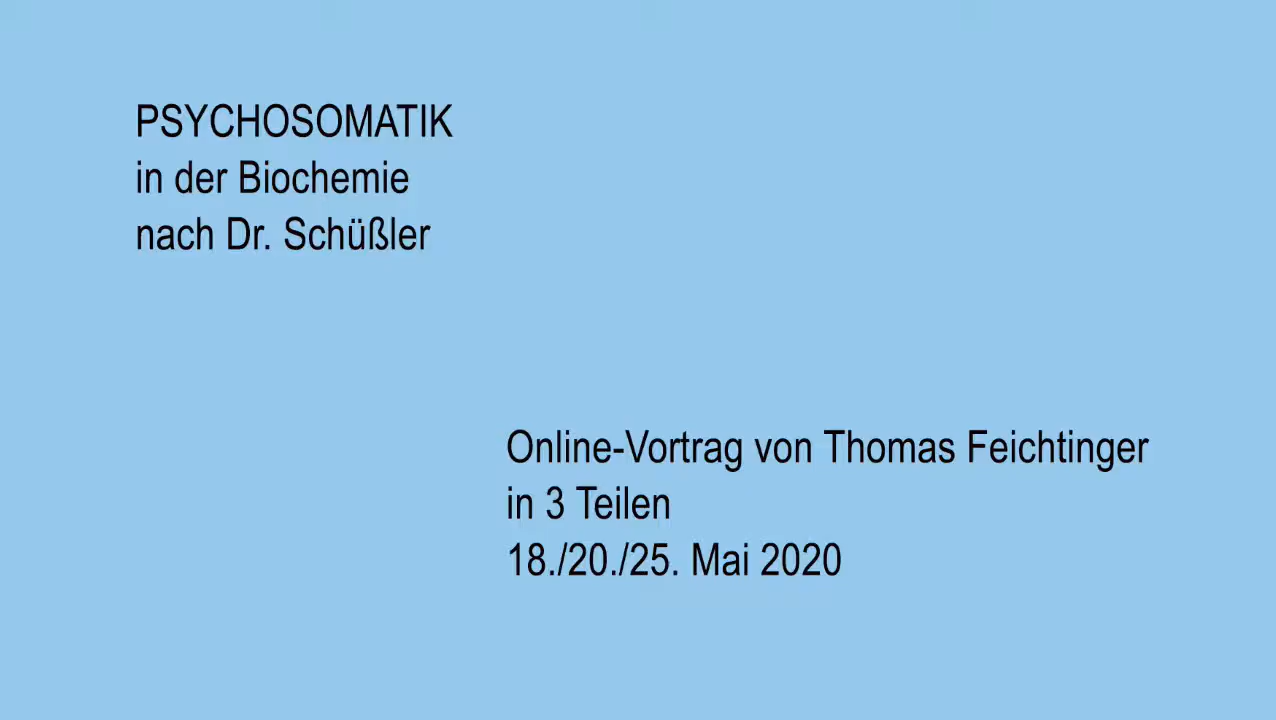 PSYCHOSOMATIK
in der Biochemie
nach Dr. Schüßler
Online-Vortrag von Thomas Feichtinger
in 3 Teilen
18./20./25. Mai 2020